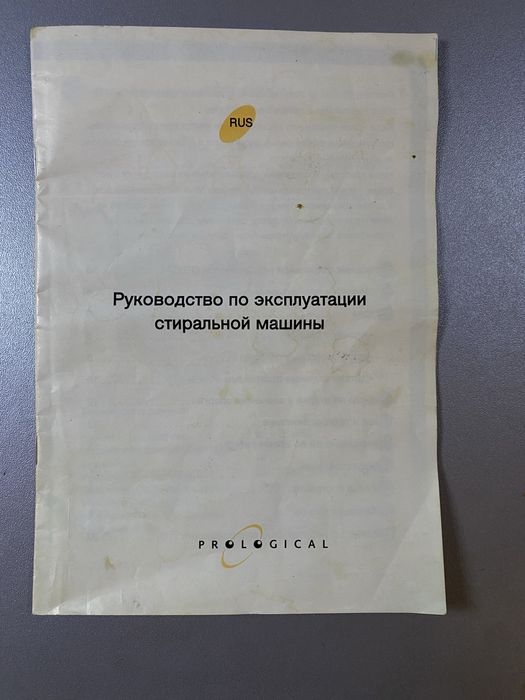 RUS
Руководство по эксплуатации
стиральной машины
PROLOGICAL